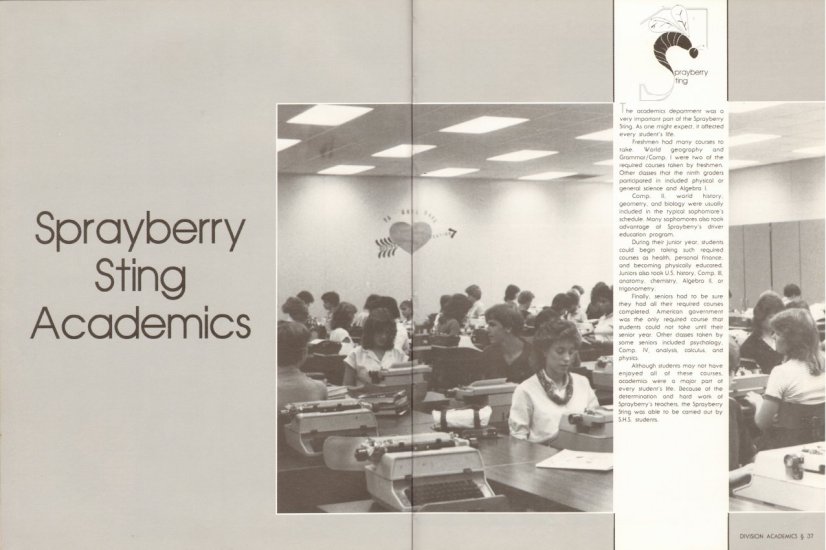 Sprayberry
Sting
Academics
prayberry
ting
The academics department was a
very important part of the Sprayberry
Sting. As one might expect, it affected
every student's life.
Freshmen had many courses to
take. World geography and
Grammar/Comp. I were two of the
required courses taken by freshmen.
Other classes that the ninth graders
participated in included physical or
general science and Algebra I.
Comp. II, world history,
geometry, and biology were usually
included in the typical sophomore's
schedule. Many sophomores also took
advantage of Sprayberry's driver
education program.
During their junior year, students
could begin taking such required
courses as health, personal finance,
and becoming physically educated.
Juniors also took U.S. history, Comp. III,
anatomy, chemistry, Algebra II, or
trigonometry.
Finally, seniors had to be sure
they had all their required courses
completed. American government
was the only required course that
students could not take until their
senior year. Other classes taken by
some seniors included psychology,
Comp. IV, analysis, calculus, and
physics.
Although students may not have
enjoyed all of these courses,
academics were a major part of
every student's life. Because of the
determination and hard work of
Sprayberry's teachers, the Sprayberry
Sting was able to be carried out by
S.H.S. students.
DIVISION ACADEMICS § 37